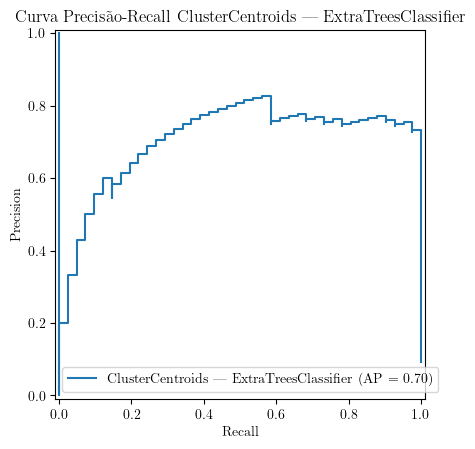 Curva Precisão-Recall ClusterCentroids — ExtraTreesClassifier
1.0
0.8
0.6
0.4
0.2
0.0
Precision
ClusterCentroids — ExtraTreesClassifier (AP = 0.70)
0.0 0.2 0.4 0.6 0.8 1.0
Recall